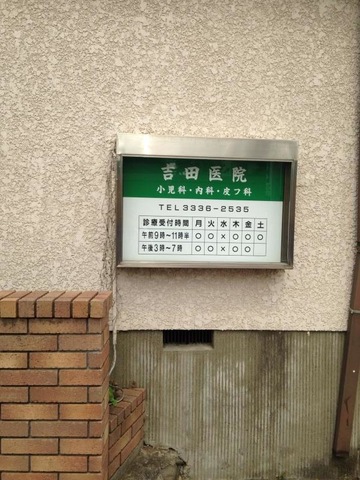 吉田医院
小児科・内科・皮フ科
TEL3336-2535
診療受付時間 月 火 水 木 金 土
午前9時~11時半 ○ ○ × ○ ○ ○
午後3時~7時 ○ ○ × ○ ○